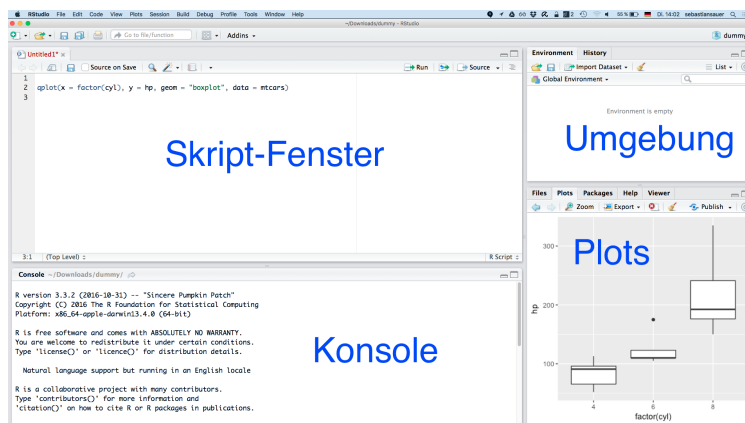 RStudio File Edit Code View Plots Session Build Debug Profile Tools Window Help
2 55 % Di. 14:02 sebastiansauer
~/Downloads/dummy - RStudio
Go to file/function Addins dummy
Untitled1*
Source on Save Run Source
1
2 qplot(x = factor(cyl), y = hp, geom = "boxplot", data = mtcars)
3
Skript-Fenster
3:1 (Top Level) R Script
Console ~/Downloads/dummy/
R version 3.3.2 (2016-10-31) -- "Sincere Pumpkin Patch"
Copyright (C) 2016 The R Foundation for Statistical Computing
Platform: x86_64-apple-darwin13.4.0 (64-bit)
R is free software and comes with ABSOLUTELY NO WARRANTY.
You are welcome to redistribute it under certain conditions.
Type 'license()' or 'licence()' for distribution details.
Natural language support but running in an English locale
R is a collaborative project with many contributors.
Type 'contributors()' for more information and
'citation()' on how to cite R or R packages in publications.
Konsole
Environment History
Import Dataset List
Global Environment
Environment is empty
Umgebung
Files Plots Packages Help Viewer
Zoom Export Publish
Plots
hp
300
200
100
4 6 8
factor(cyl)